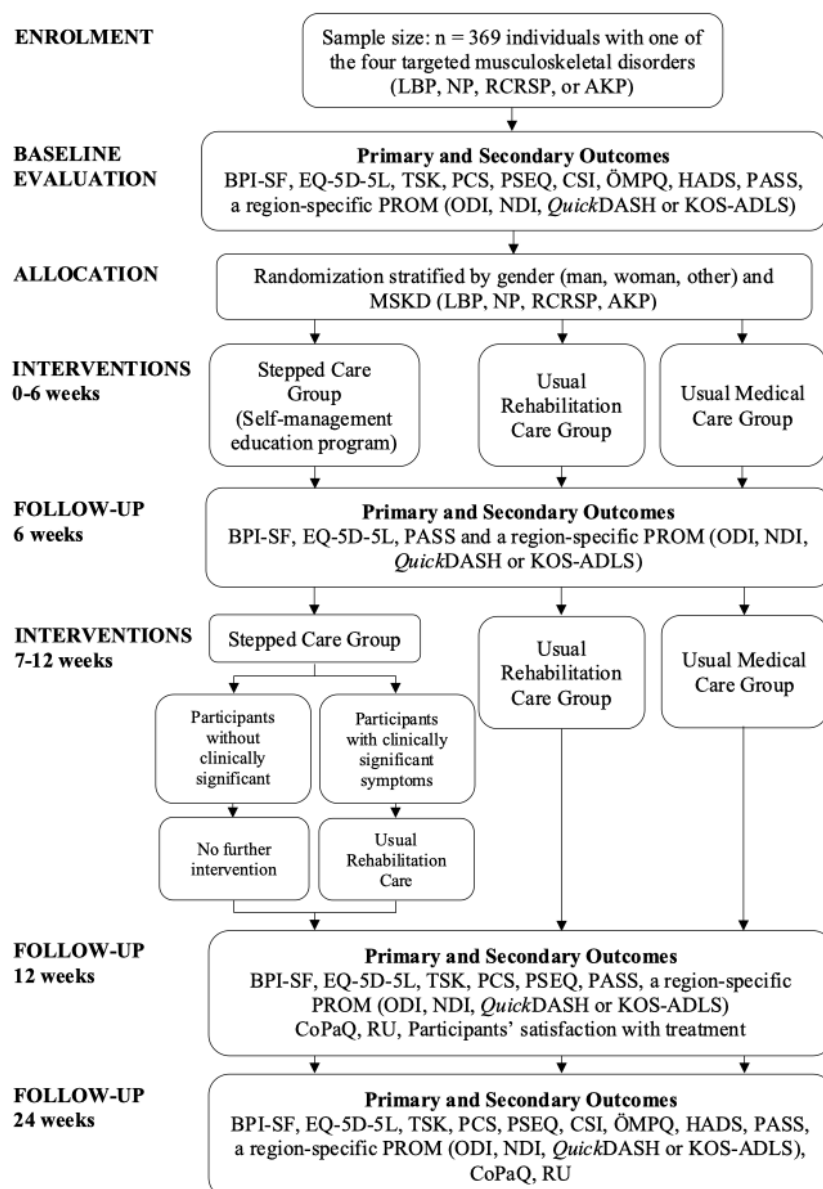 ENROLMENT
Sample size: n = 369 individuals with one of
the four targeted musculoskeletal disorders
(LBP, NP, RCRSP, or AKP)
BASELINE
EVALUATION
Primary and Secondary Outcomes
BPI-SF, EQ-5D-5L, TSK, PCS, PSEQ, CSI, ÖMPQ, HADS, PASS,
a region-specific PROM (ODI, NDI, QuickDASH or KOS-ADLS)
ALLOCATION
Randomization stratified by gender (man, woman, other) and
MSKD (LBP, NP, RCRSP, AKP)
INTERVENTIONS
0-6 weeks
Stepped Care
Group
(Self-management
education program)
Usual
Rehabilitation
Care Group
Usual Medical
Care Group
FOLLOW-UP
6 weeks
Primary and Secondary Outcomes
BPI-SF, EQ-5D-5L, PASS and a region-specific PROM (ODI, NDI,
QuickDASH or KOS-ADLS)
INTERVENTIONS
7-12 weeks
Stepped Care Group
Usual
Rehabilitation
Care Group
Usual Medical
Care Group
Participants
without
clinically
significant
Participants
with clinically
significant
symptoms
No further
intervention
Usual
Rehabilitation
Care
FOLLOW-UP
12 weeks
Primary and Secondary Outcomes
BPI-SF, EQ-5D-5L, TSK, PCS, PSEQ, PASS, a region-specific
PROM (ODI, NDI, QuickDASH or KOS-ADLS)
CoPaQ, RU, Participants' satisfaction with treatment
FOLLOW-UP
24 weeks
Primary and Secondary Outcomes
BPI-SF, EQ-5D-5L, TSK, PCS, PSEQ, CSI, ÖMPQ, HADS, PASS,
a region-specific PROM (ODI, NDI, QuickDASH or KOS-ADLS),
CoPaQ, RU